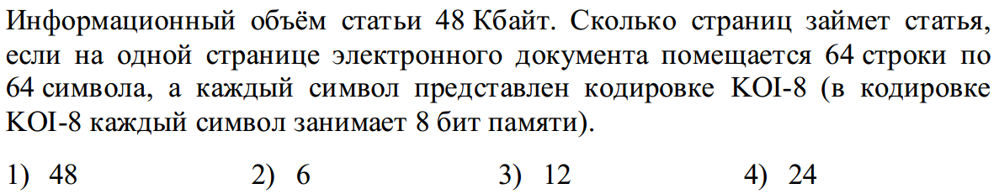 Информационный объём статьи 48 Кбайт. Сколько страниц займет статья,
если на одной странице электронного документа помещается 64 строки по
64 символа, а каждый символ представлен кодировке KOI-8 (в кодировке
KOI-8 каждый символ занимает 8 бит памяти).
1) 48 2) 6 3) 12 4) 24